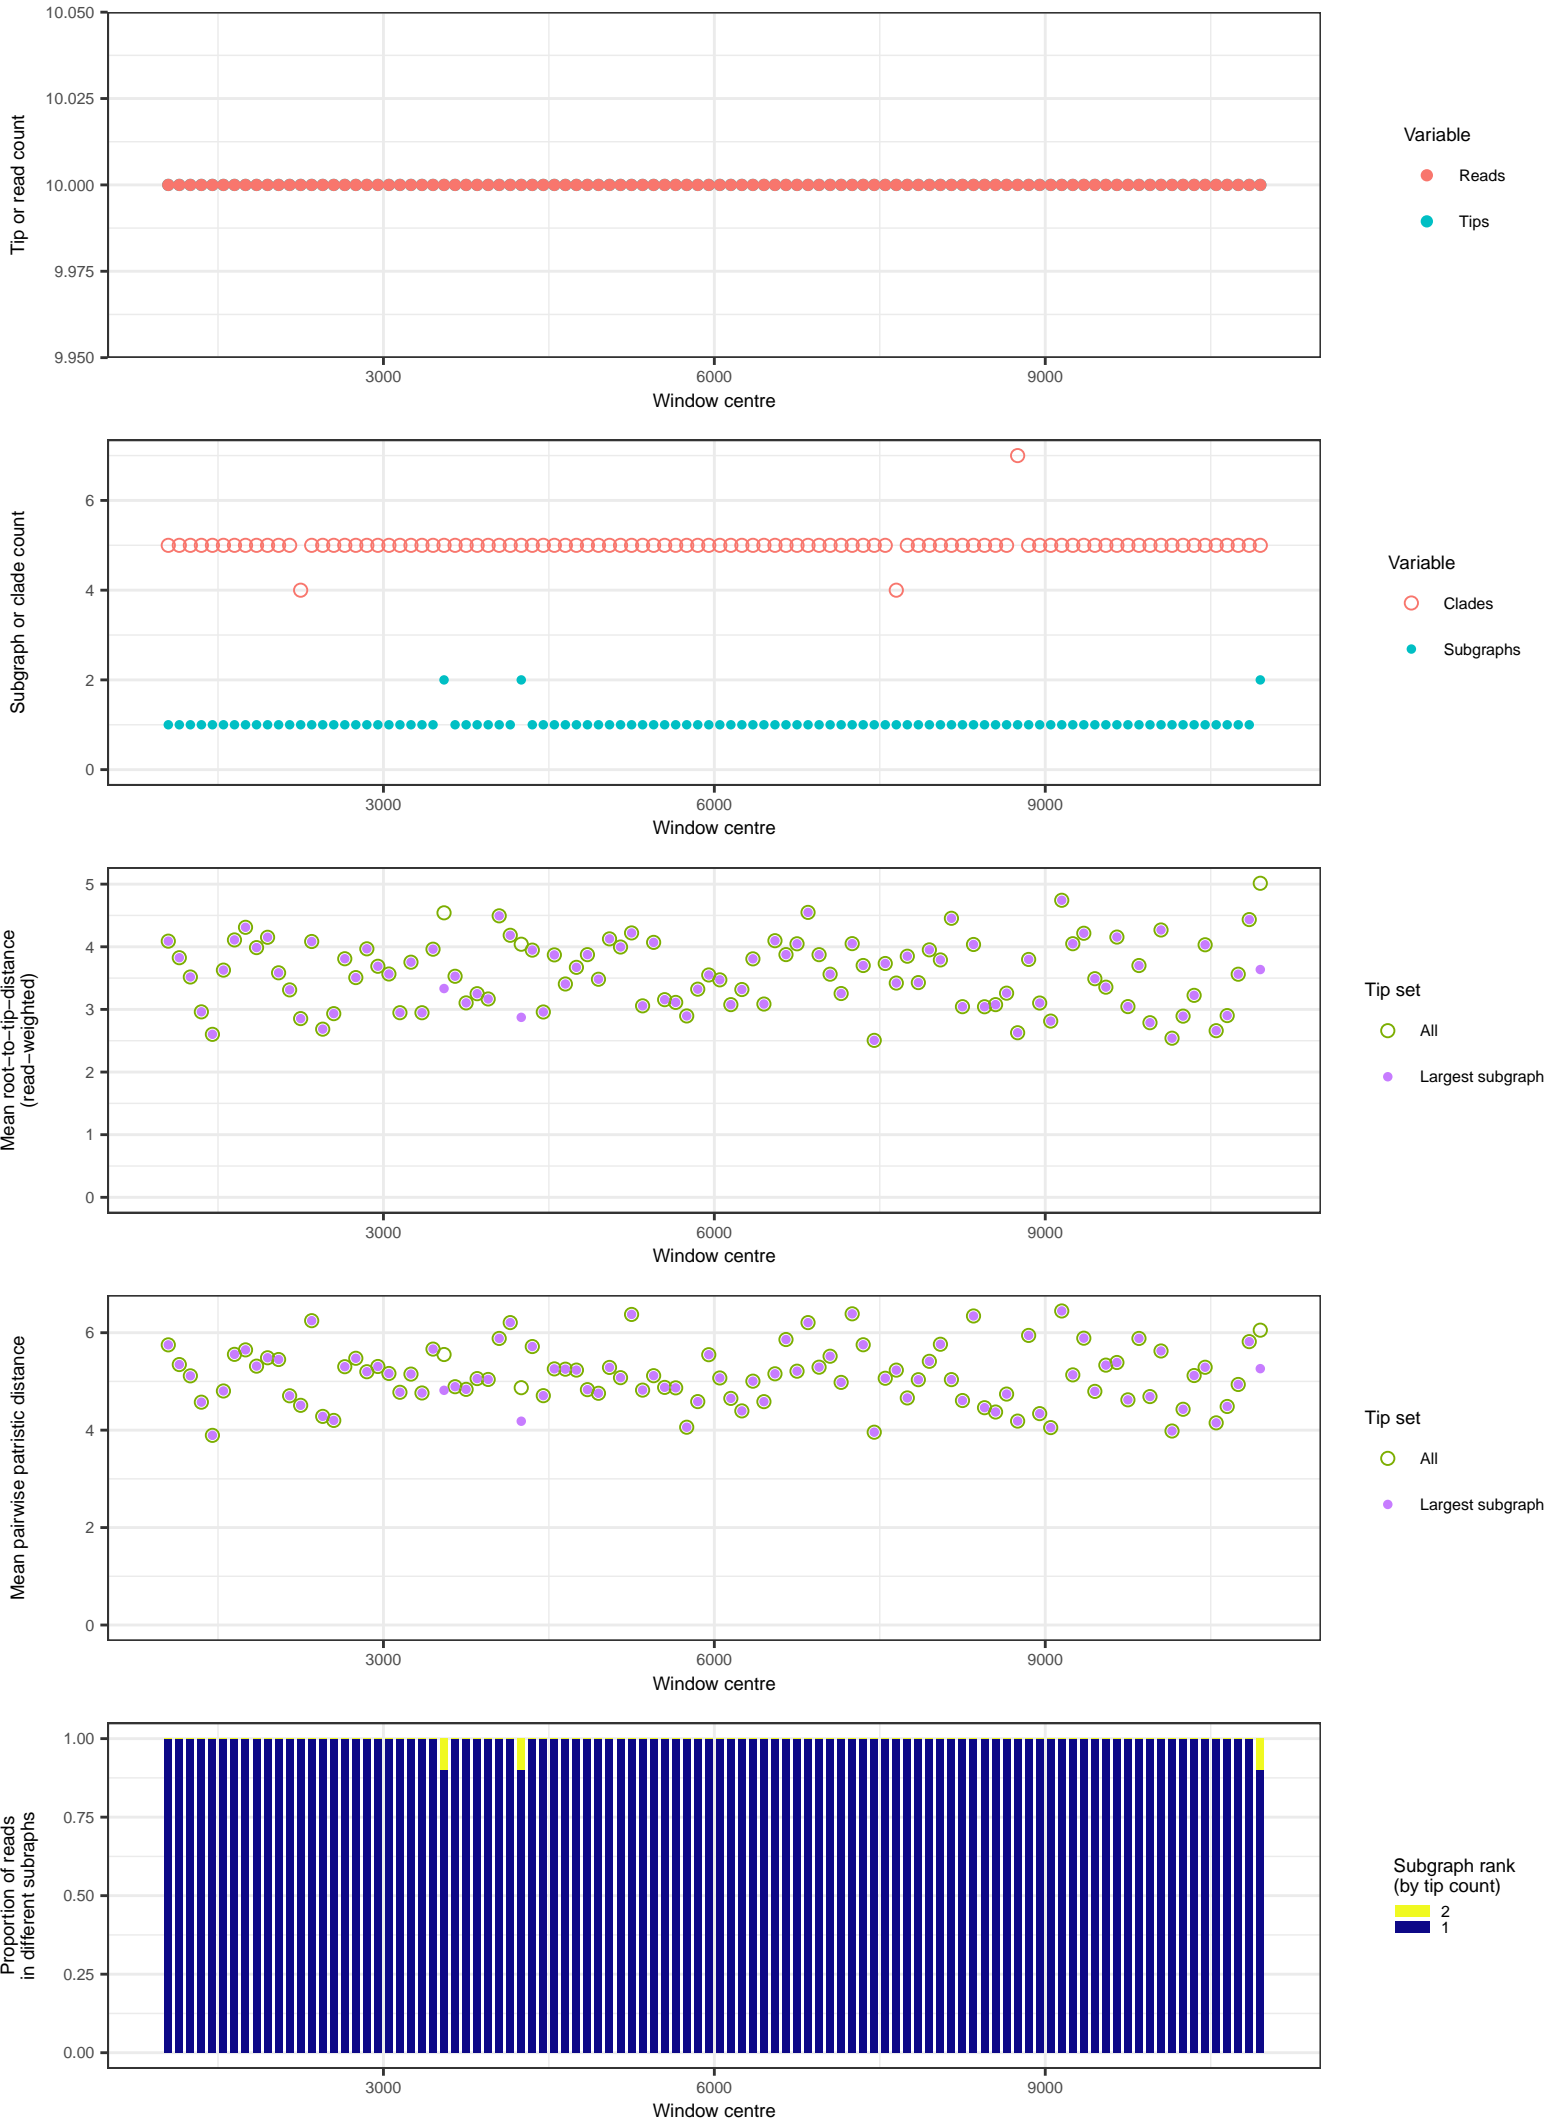 10.050
10.025
10.000
9.975
9.950
Tip or read count
3000 6000 9000
Window centre
Variable
Reads
Tips
6
4
2
0
Subgraph or clade count
3000 6000 9000
Window centre
Variable
Clades
Subgraphs
5
4
3
2
1
0
Mean root−to−tip−distance
(read−weighted)
3000 6000 9000
Window centre
Tip set
All
Largest subgraph
6
4
2
0
Mean pairwise patristic distance
3000 6000 9000
Window centre
Tip set
All
Largest subgraph
1.00
0.75
0.50
0.25
0.00
Proportion of reads
in different subraphs
3000 6000 9000
Window centre
Subgraph rank
(by tip count)
2
1